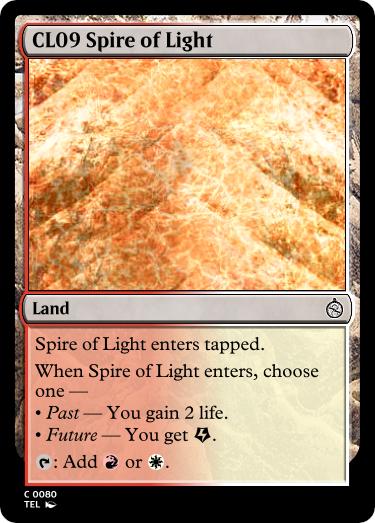 CL09 Spire of Light
Land
Spire of Light enters tapped.
When Spire of Light enters, choose
one —
• Past — You gain 2 life.
• Future — You get .
: Add  or .
C 0080
TEL